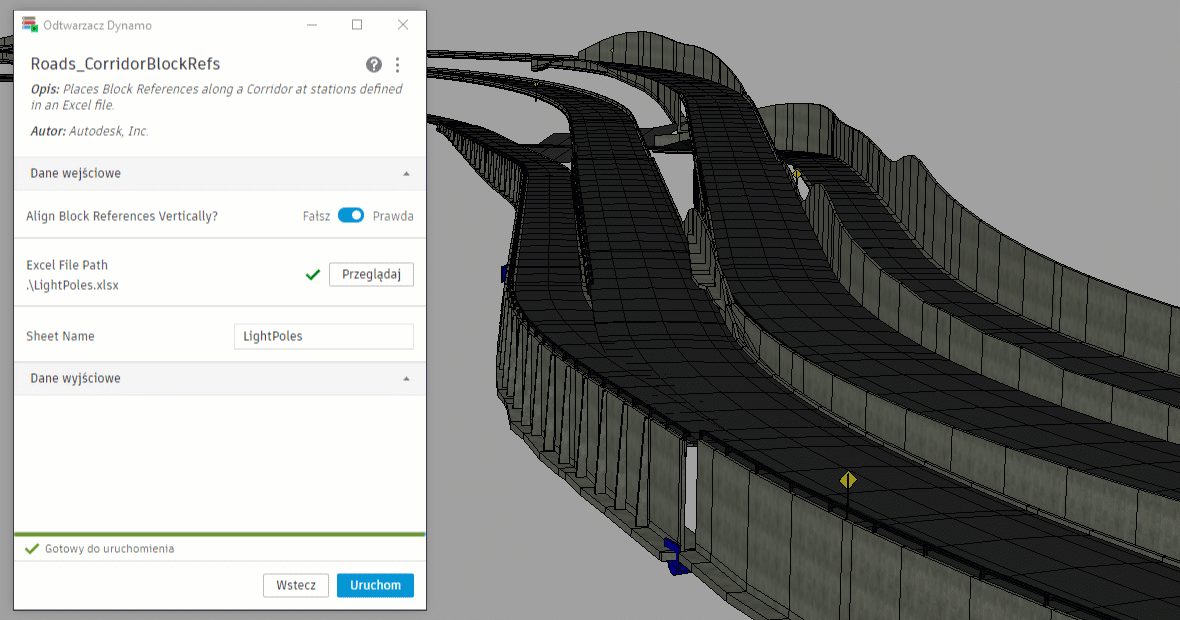 Odtwarzacz Dynamo
Roads_CorridorBlockRefs
Opis: Places Block References along a Corridor at stations defined
in an Excel file.
Autor: Autodesk, Inc.
Dane wejściowe
Align Block References Vertically? Fałsz Prawda
Excel File Path
.\LightPoles.xlsx
Przeglądaj
Sheet Name LightPoles
Dane wyjściowe
Gotowy do uruchomienia
Wstecz Uruchom